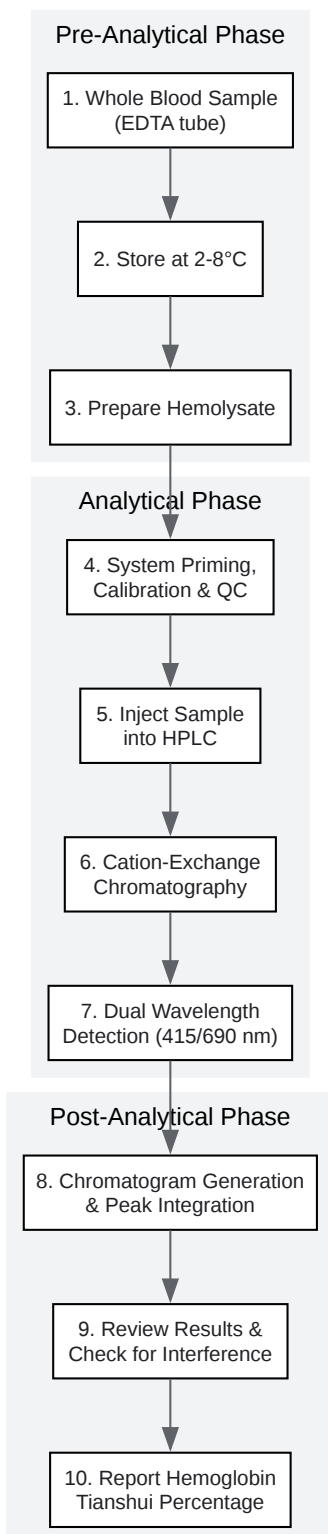 Pre-Analytical Phase
1. Whole Blood Sample
(EDTA tube)
2. Store at 2-8°C
3. Prepare Hemolysate
Analytical Phase
4. System Priming,
Calibration & QC
5. Inject Sample
into HPLC
6. Cation-Exchange
Chromatography
7. Dual Wavelength
Detection (415/690 nm)
Post-Analytical Phase
8. Chromatogram Generation
& Peak Integration
9. Review Results &
Check for Interference
10. Report Hemoglobin
Tianshui Percentage